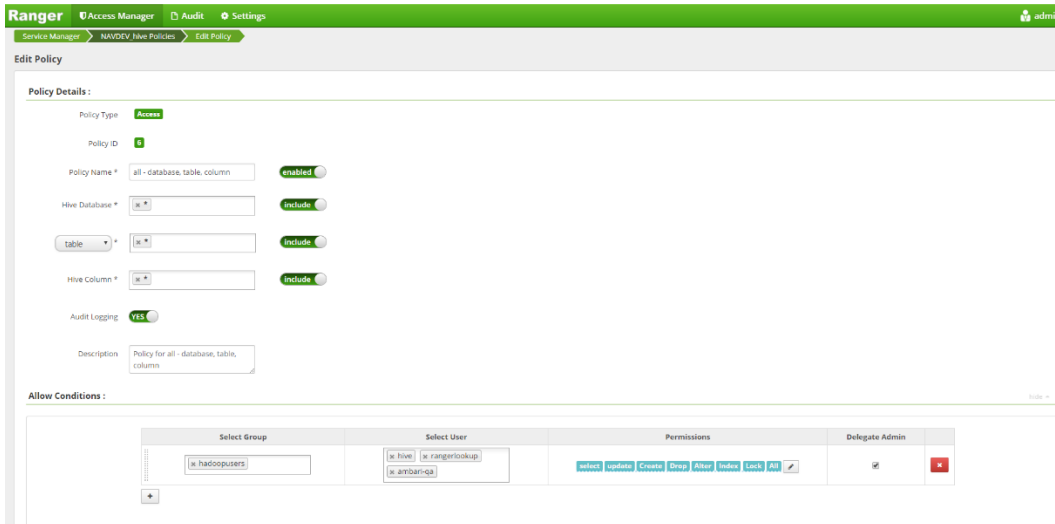 Ranger Access Manager Audit Settings admi
Service Manager NAVDEV_hive Policies Edit Policy
Edit Policy
Policy Details :
Policy Type Access
Policy ID 6
Policy Name * all - database, table, column enabled
Hive Database * × * include
table * × * include
Hive Column * × * include
Audit Logging YES
Description Policy for all - database, table,
column
Allow Conditions : hide
Select Group Select User Permissions Delegate Admin
× hadoopusers × hive × rangerlookup × ambari-qa select update Create Drop Alter Index Lock All
+